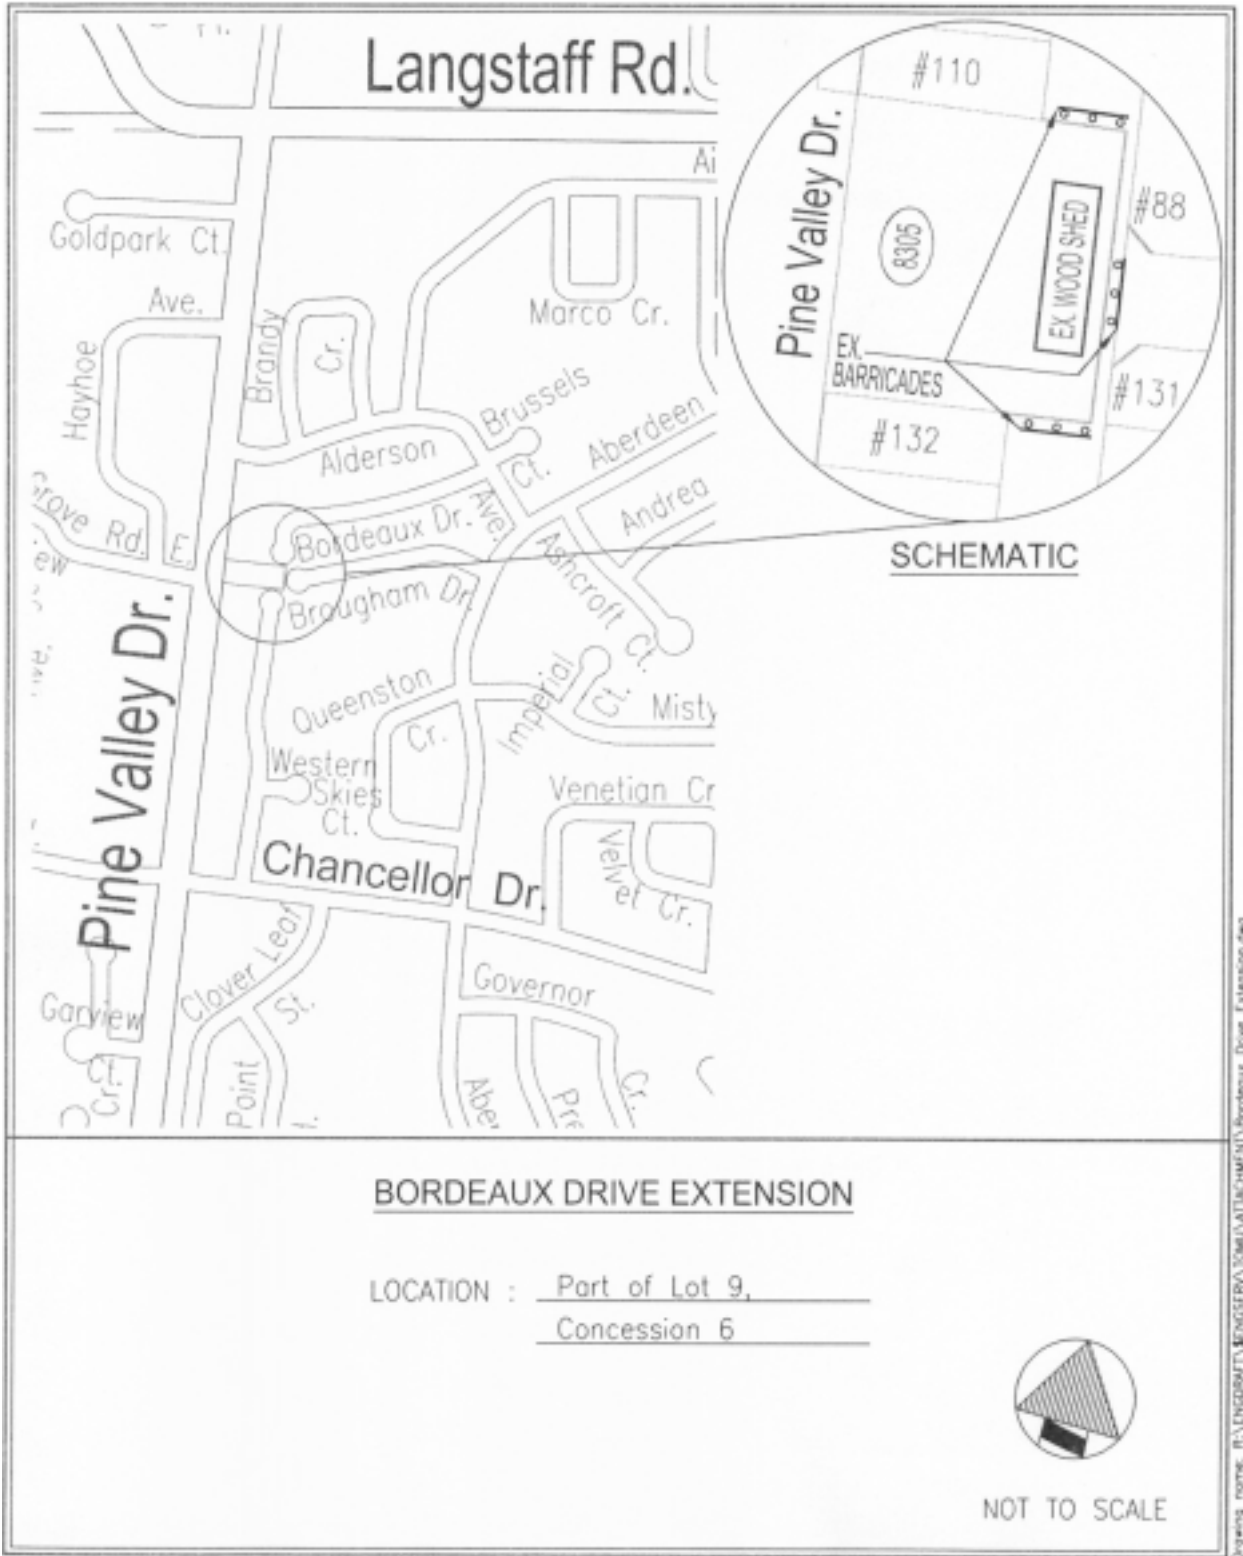 Langstaff Rd.
#110
Pine Valley Dr.
8305
EX. WOOD SHED
#88
EX.
BARRICADES
#131
#132
SCHEMATIC
Goldpark Ct.
Ave.
Hayhoe
Brandy
Cr.
Marco Cr.
Brussels
Ct.
Alderson
Ave.
Aberdeen
Andrea
Bordeaux Dr.
Ashcroft Ct.
Rd. E.
Brougham Dr.
Pine Valley Dr.
Queenston
Cr.
Imperial
Ct.
Misty
Western
Skies
Ct.
Venetian Cr
Velvet Cr.
Chancellor Dr.
Clover Leaf
St.
Governor
Cr.
Garview
Cr.
Point
Aber
Pre
BORDEAUX DRIVE EXTENSION
LOCATION : Part of Lot 9,
Concession 6
NOT TO SCALE